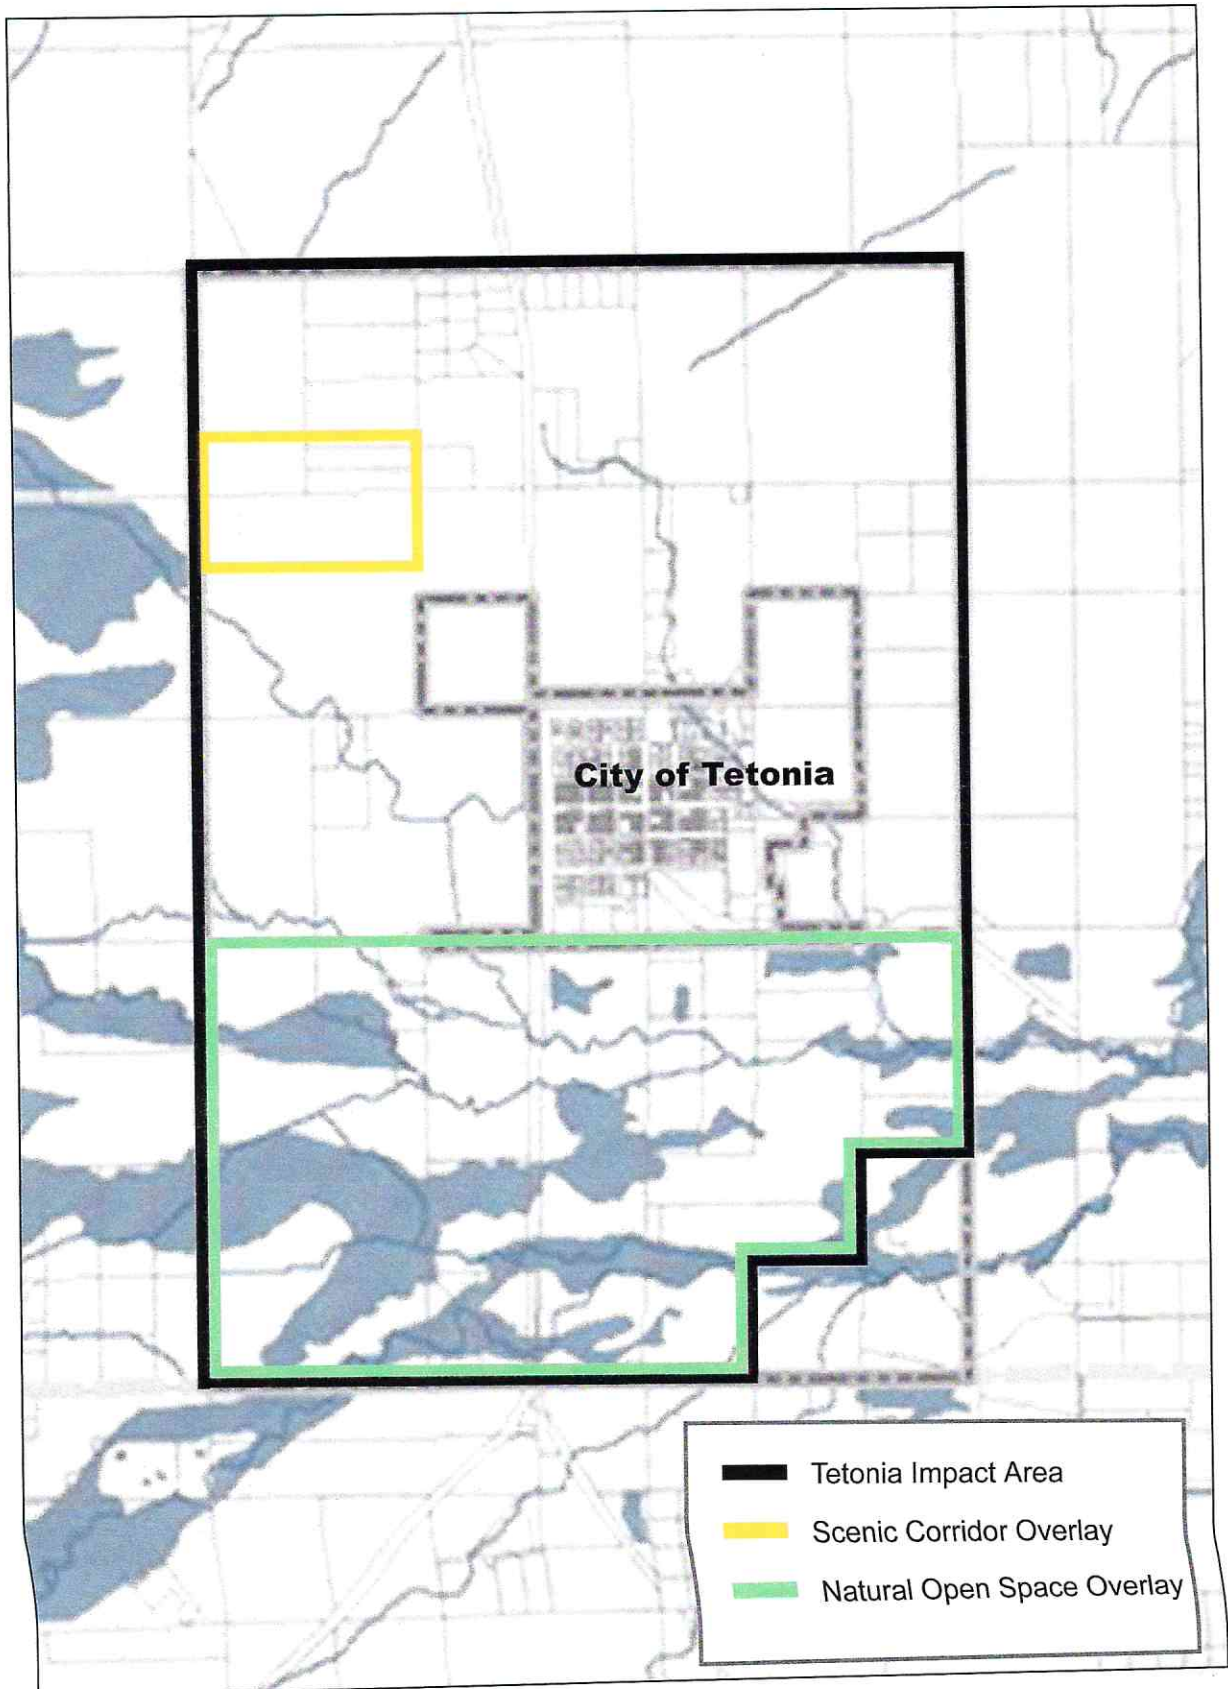 City of Tetonia
Tetonia Impact Area
Scenic Corridor Overlay
Natural Open Space Overlay